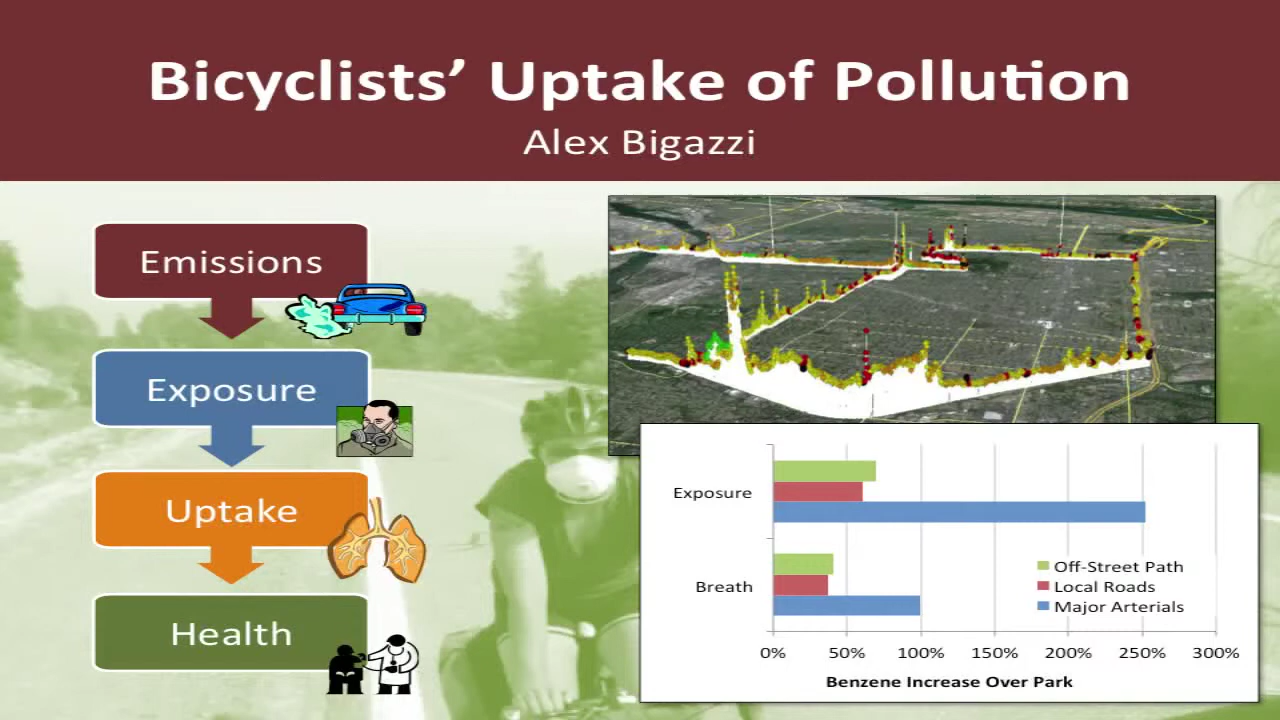 Bicyclists’ Uptake of Pollution
Alex Bigazzi
Emissions
Exposure
Uptake
Health
Exposure
Breath
Off-Street Path
Local Roads
Major Arterials
0% 50% 100% 150% 200% 250% 300%
Benzene Increase Over Park